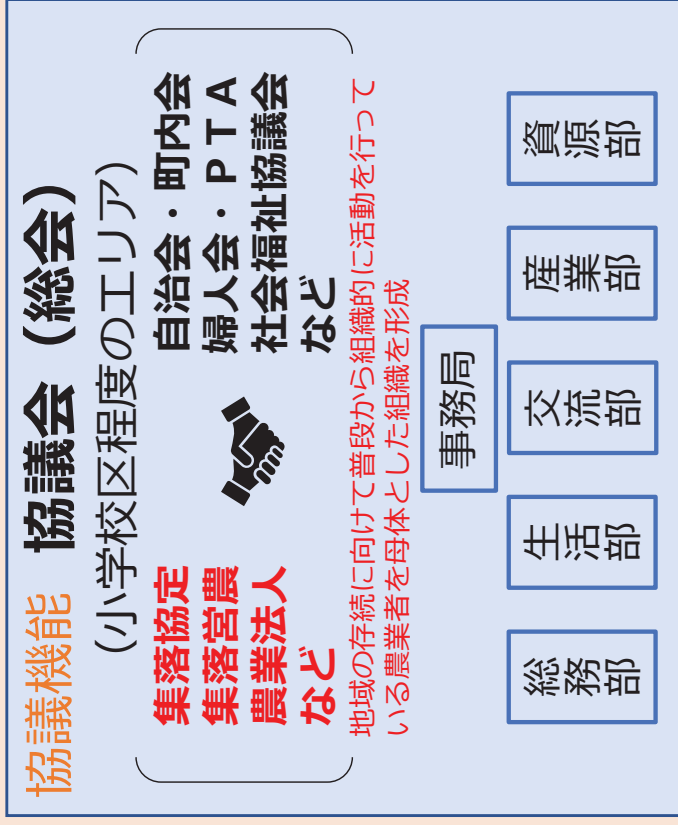 協議機能 協議会（総会）
（小学校区程度のエリア）
集落協定
集落営農
農業法人
など
自治会・町内会
婦人会・ＰＴＡ
社会福祉協議会
など
地域の存続に向けて普段から組織的に活動を行って
いる農業者を母体とした組織を形成
事務局
総務部
生活部
交流部
産業部
資源部